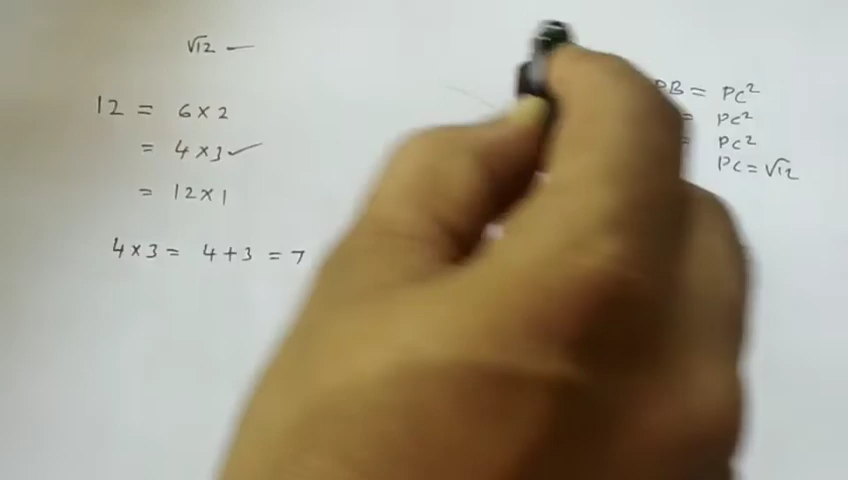 √12 —
12 = 6 × 2
= 4 × 3 ✓
= 12 × 1
4 × 3 = 4 + 3 = 7
PB = PC²
= PC²
= PC²
PC = √12